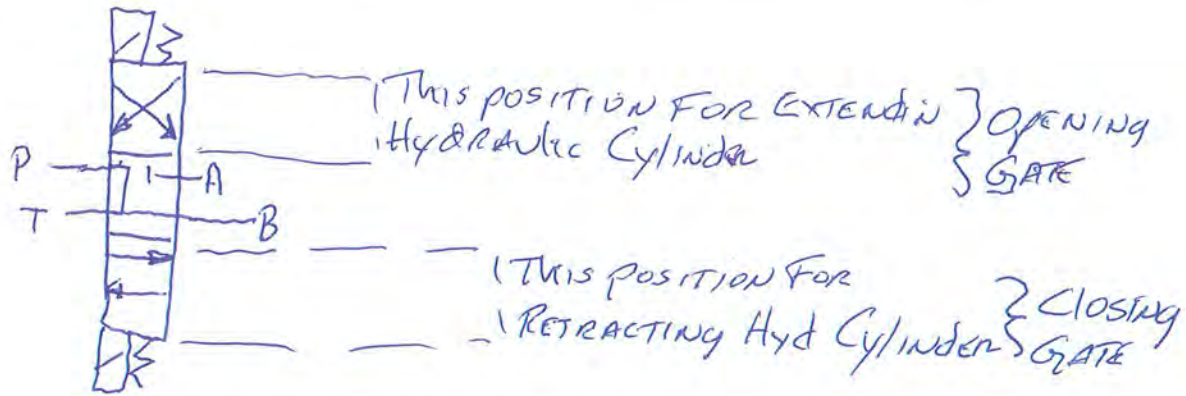 This position For Extendin } Opening
Hydraulic Cylinder } Gate
P
A
T
B
This position For } Closing
Retracting Hyd Cylinder } Gate